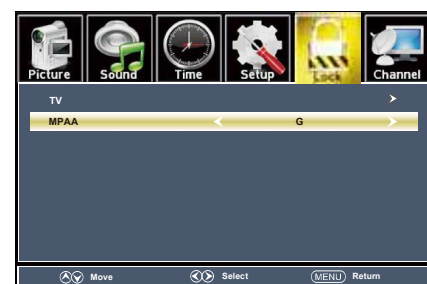 Picture Sound Time Setup Lock Channel
TV >
MPAA < G >
Move Select MENU Return